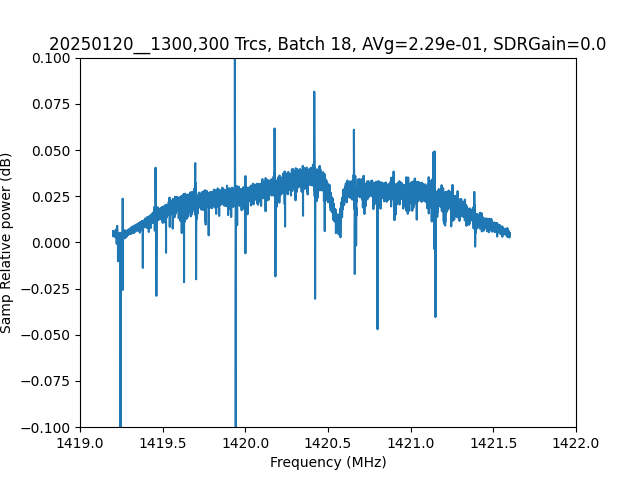 20250120__1300,300 Trcs, Batch 18, AVg=2.29e-01, SDRGain=0.0
0.100
0.075
0.050
0.025
0.000
−0.025
−0.050
−0.075
−0.100
Samp Relative power (dB)
1419.0 1419.5 1420.0 1420.5 1421.0 1421.5 1422.0
Frequency (MHz)